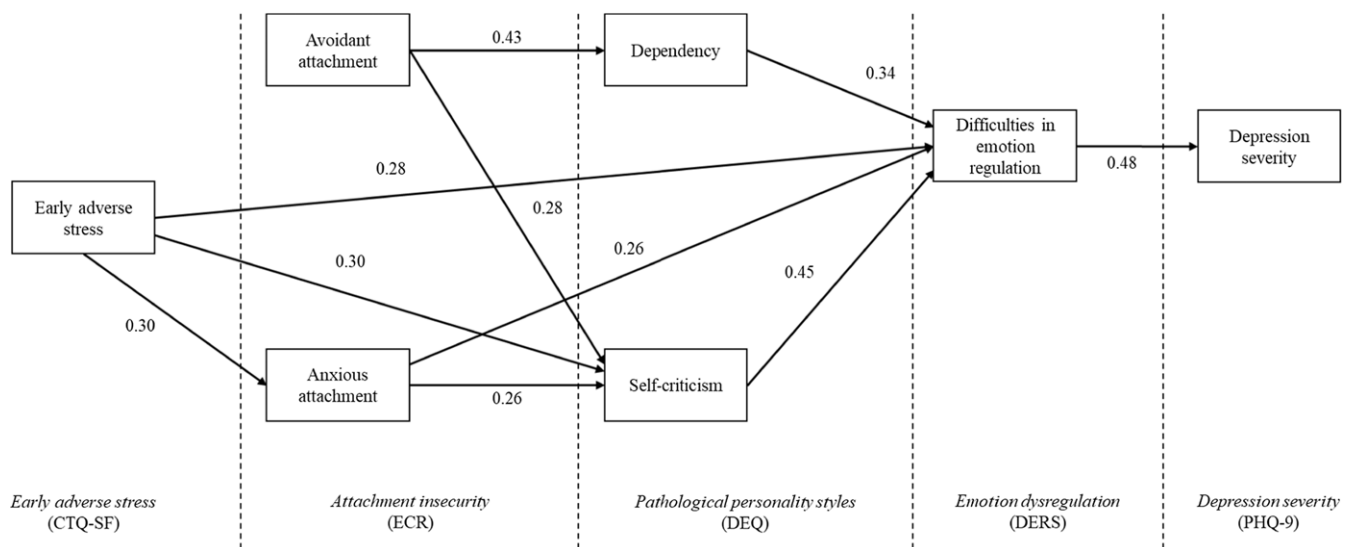 Avoidant
attachment
0.43
Dependency
0.34
Difficulties in
emotion
regulation
0.48
Depression
severity
Early adverse
stress
0.28
0.28
0.26
0.30
0.45
0.30
Anxious
attachment
0.26
Self-criticism
Early adverse stress
(CTQ-SF)
Attachment insecurity
(ECR)
Pathological personality styles
(DEQ)
Emotion dysregulation
(DERS)
Depression severity
(PHQ-9)